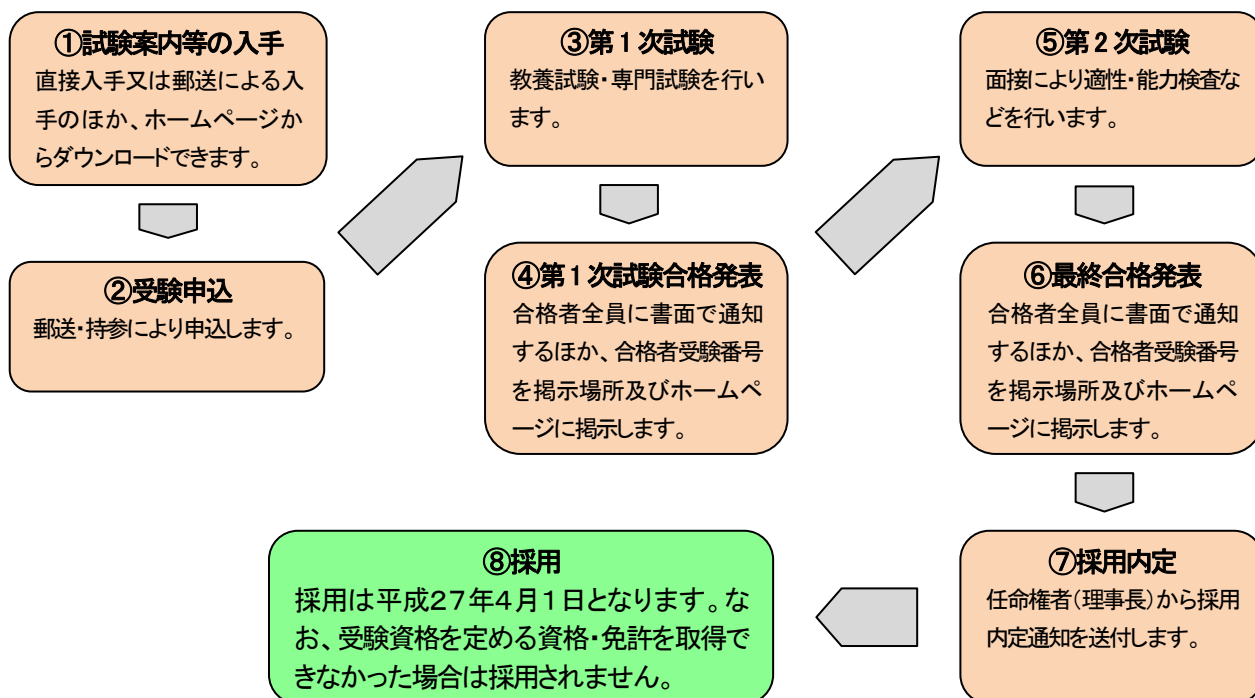 ①試験案内等の入手
直接入手又は郵送による入
手のほか、ホームページか
らダウンロードできます。
②受験申込
郵送・持参により申込します。
③第1次試験
教養試験・専門試験を行い
ます。
④第1次試験合格発表
合格者全員に書面で通知
するほか、合格者受験番号
を掲示場所及びホームペ
ージに掲示します。
⑤第2次試験
面接により適性・能力検査な
どを行います。
⑥最終合格発表
合格者全員に書面で通知
するほか、合格者受験番号
を掲示場所及びホームペ
ージに掲示します。
⑦採用内定
任命権者(理事長)から採用
内定通知を送付します。
⑧採用
採用は平成27年4月1日となります。な
お、受験資格を定める資格・免許を取得で
きなかった場合は採用されません。